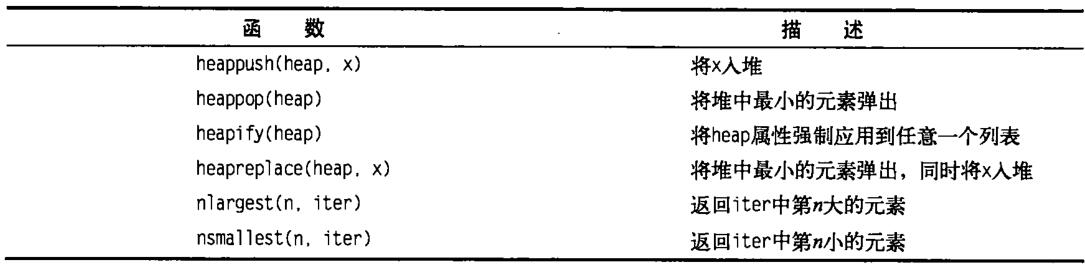 函数 描述
heappush(heap, x) 将x入堆
heappop(heap) 将堆中最小的元素弹出
heapify(heap) 将heap属性强制应用到任意一个列表
heapreplace(heap, x) 将堆中最小的元素弹出，同时将x入堆
nlargest(n, iter) 返回iter中第n大的元素
nsmallest(n, iter) 返回iter中第n小的元素